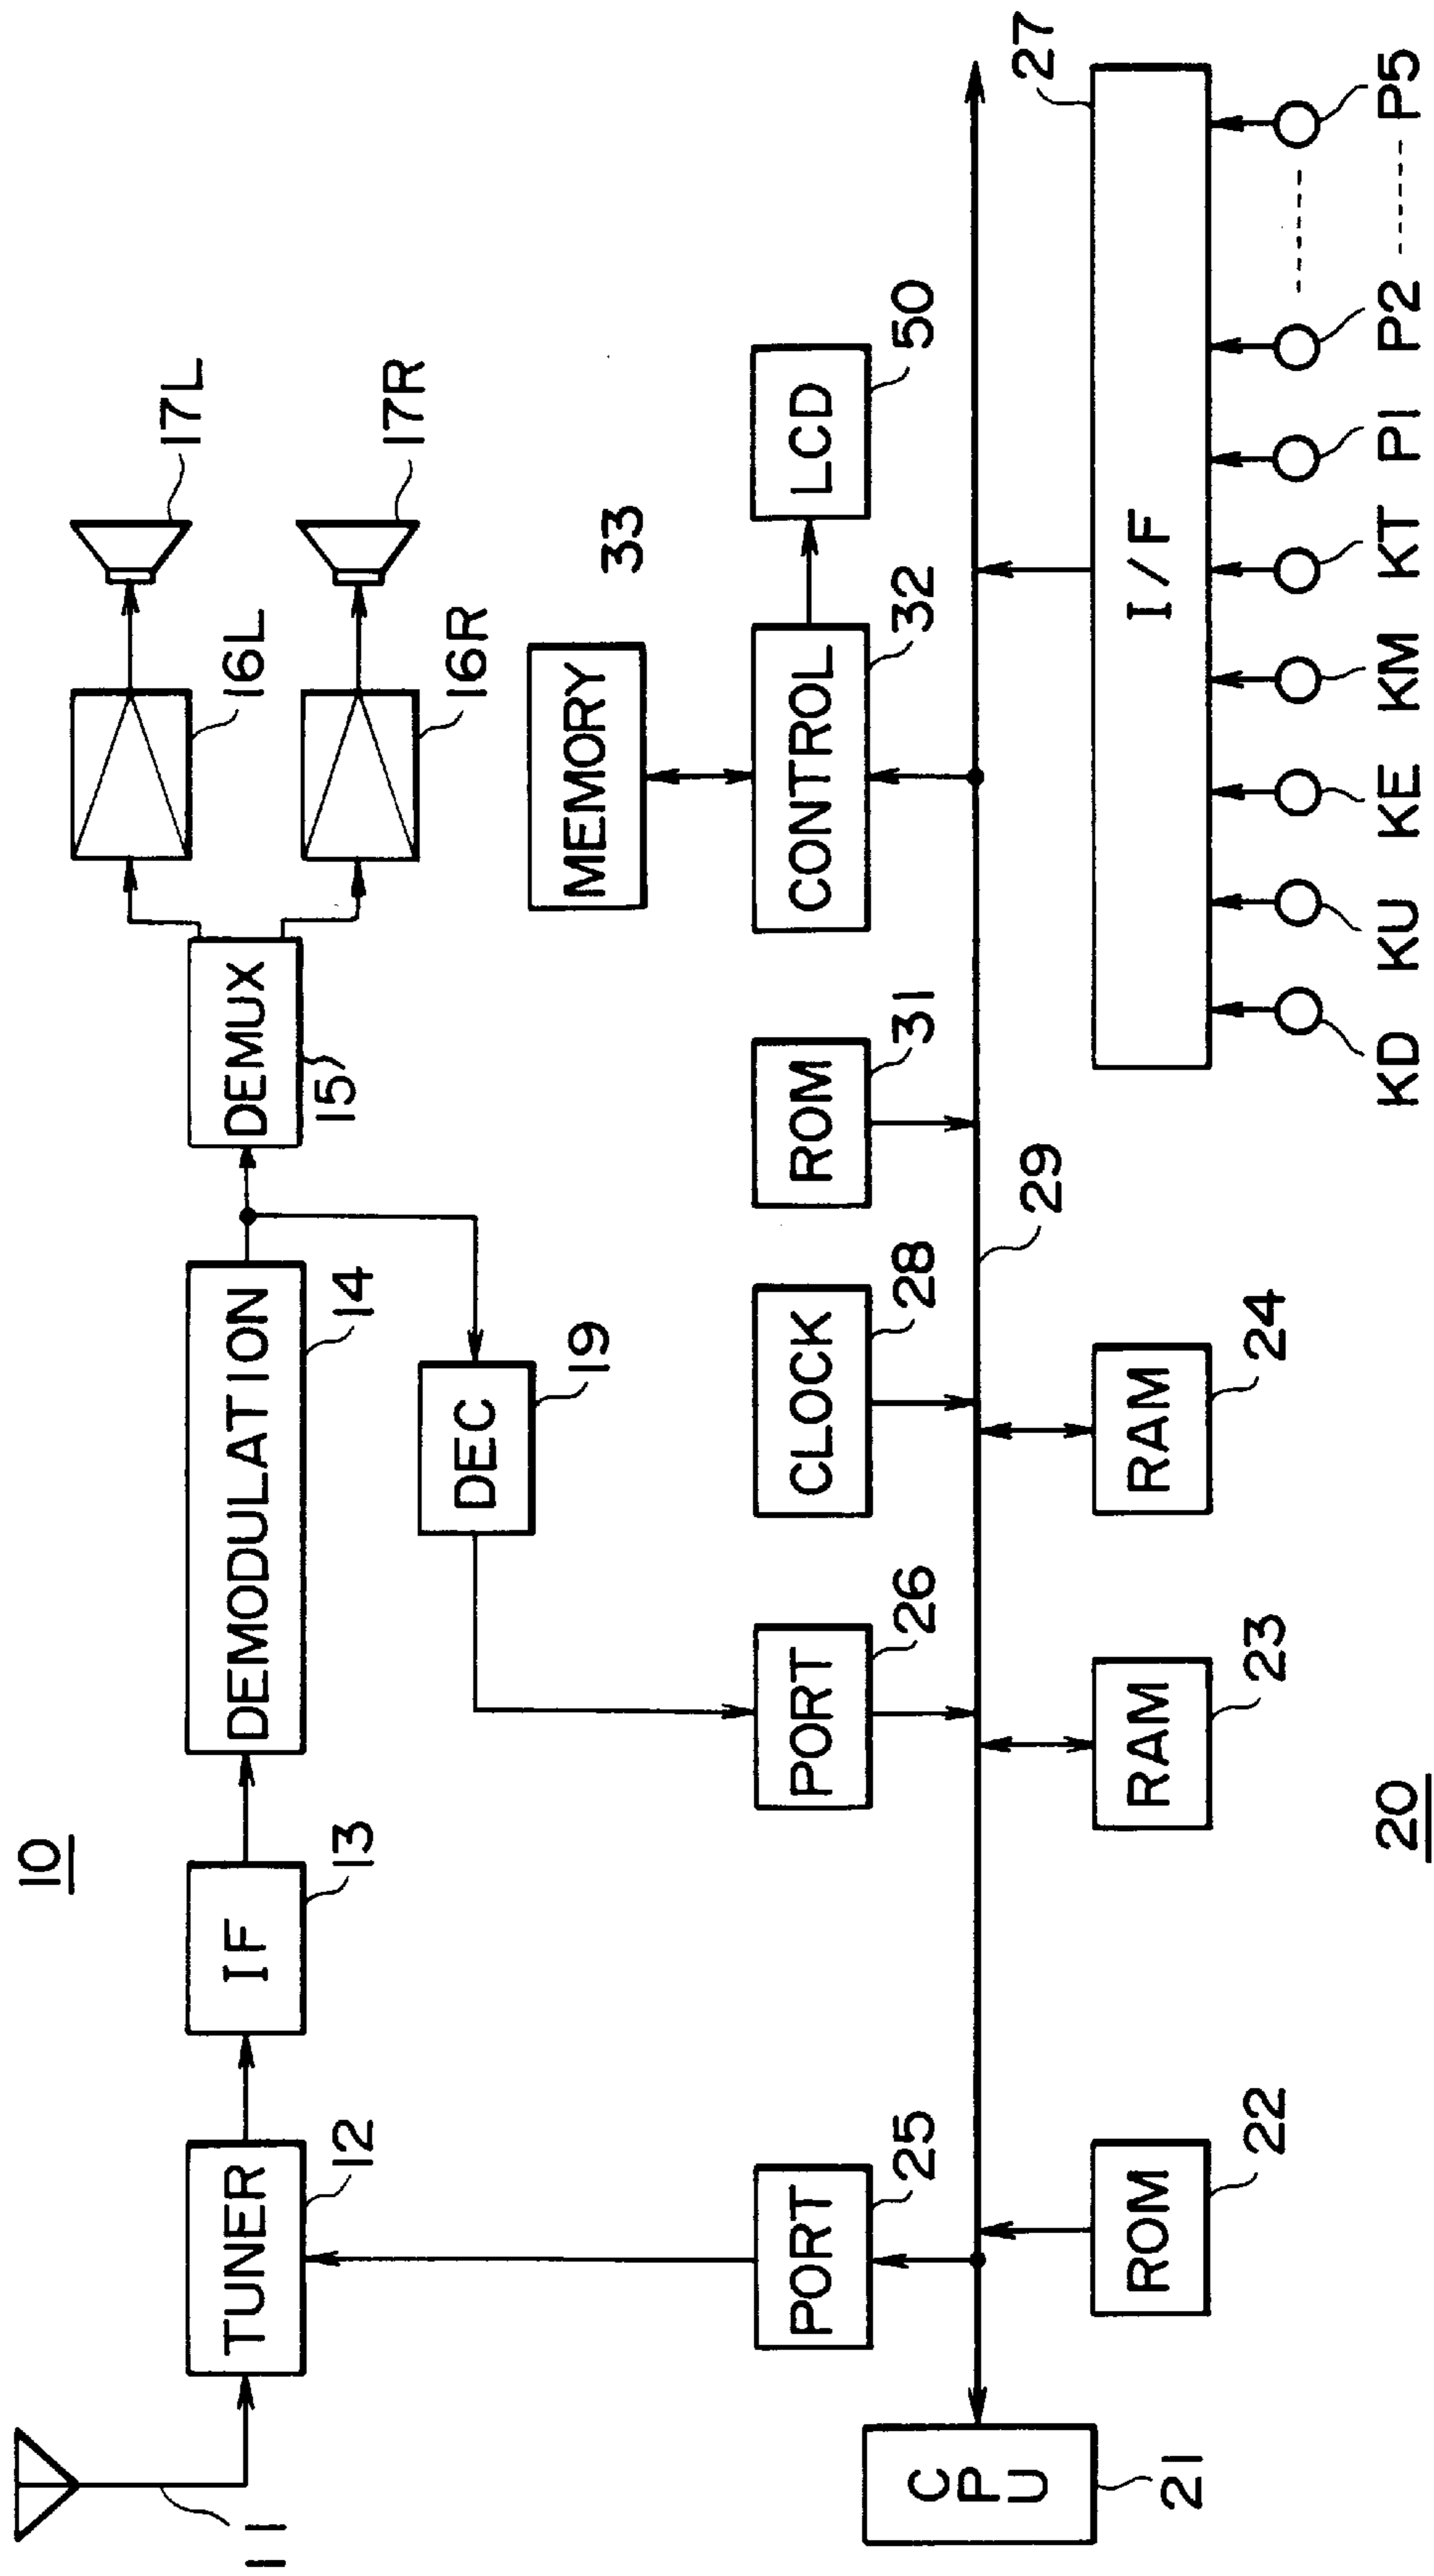 10
11
TUNER
12
IF
13
DEMODULATION
14
DEMUX
15
16L
17L
16R
17R
DEC
19
MEMORY
33
PORT
25
PORT
26
CLOCK
28
ROM
31
CONTROL
32
LCD
50
CPU
21
29
ROM
22
RAM
23
RAM
24
I/F
27
20
KD KU KE KM KT P1 P2 ----- P5